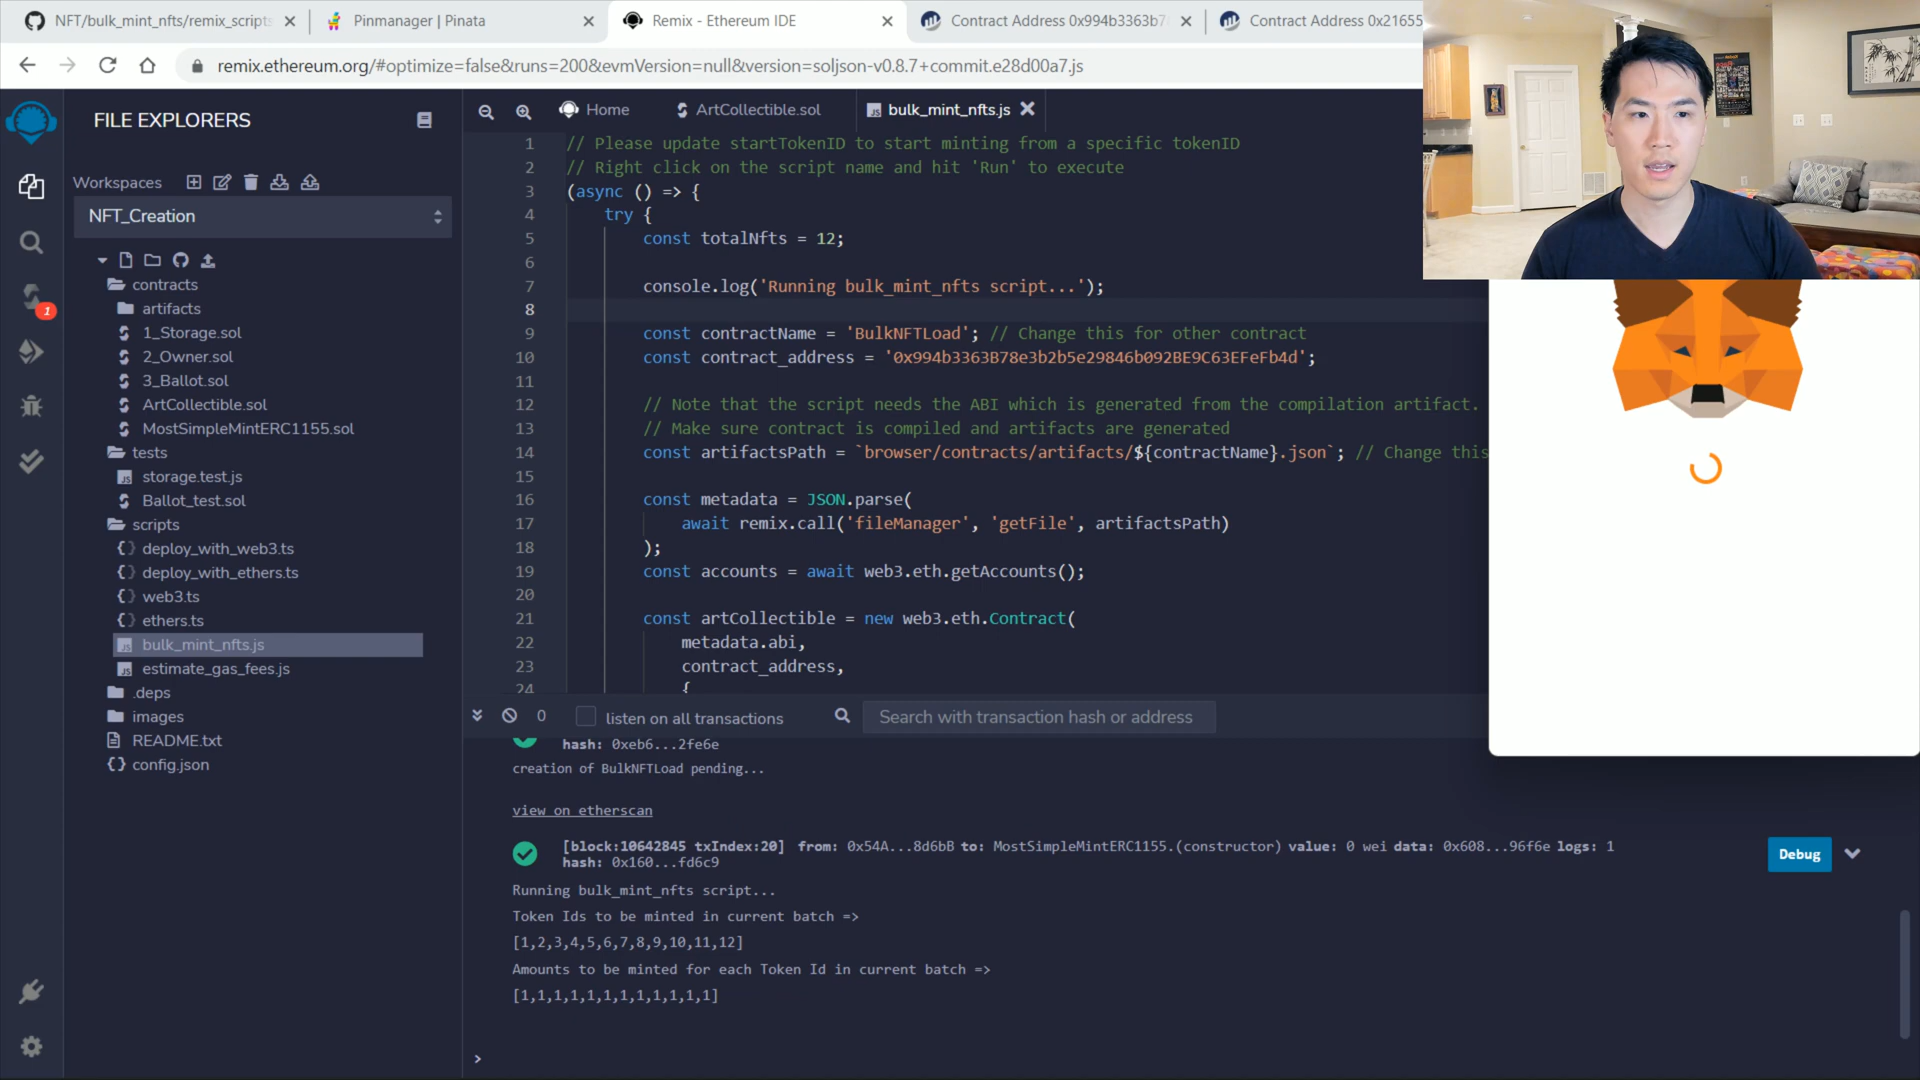 NFT/bulk_mint_nfts/remix_scripts
Pinmanager | Pinata
Remix - Ethereum IDE
Contract Address 0x994b3363b7
Contract Address 0x21655
remix.ethereum.org/#optimize=false&runs=200&evmVersion=null&version=soljson-v0.8.7+commit.e28d00a7.js
FILE EXPLORERS
Workspaces
NFT_Creation
contracts
artifacts
1_Storage.sol
2_Owner.sol
3_Ballot.sol
ArtCollectible.sol
MostSimpleMintERC1155.sol
tests
storage.test.js
Ballot_test.sol
scripts
deploy_with_web3.ts
deploy_with_ethers.ts
web3.ts
ethers.ts
bulk_mint_nfts.js
estimate_gas_fees.js
.deps
images
README.txt
config.json
1
Home
ArtCollectible.sol
bulk_mint_nfts.js
1 // Please update startTokenID to start minting from a specific tokenID
2 // Right click on the script name and hit 'Run' to execute
3 (async () => {
4 try {
5 const totalNfts = 12;
6
7 console.log('Running bulk_mint_nfts script...');
8
9 const contractName = 'BulkNFTLoad'; // Change this for other contract
10 const contract_address = '0x994b3363B78e3b2b5e29846b092BE9C63EFeFb4d';
11
12 // Note that the script needs the ABI which is generated from the compilation artifact.
13 // Make sure contract is compiled and artifacts are generated
14 const artifactsPath = `browser/contracts/artifacts/${contractName}.json`; // Change this
15
16 const metadata = JSON.parse(
17 await remix.call('fileManager', 'getFile', artifactsPath)
18 );
19 const accounts = await web3.eth.getAccounts();
20
21 const artCollectible = new web3.eth.Contract(
22 metadata.abi,
23 contract_address,
24 {
0
listen on all transactions
Search with transaction hash or address
hash: 0xeb6...2fe6e
creation of BulkNFTLoad pending...
view on etherscan
[block:10642845 txIndex:20] from: 0x54A...8d6bB to: MostSimpleMintERC1155.(constructor) value: 0 wei data: 0x608...96f6e logs: 1
hash: 0x160...fd6c9
Debug
Running bulk_mint_nfts script...
Token Ids to be minted in current batch =>
[1,2,3,4,5,6,7,8,9,10,11,12]
Amounts to be minted for each Token Id in current batch =>
[1,1,1,1,1,1,1,1,1,1,1,1]
>